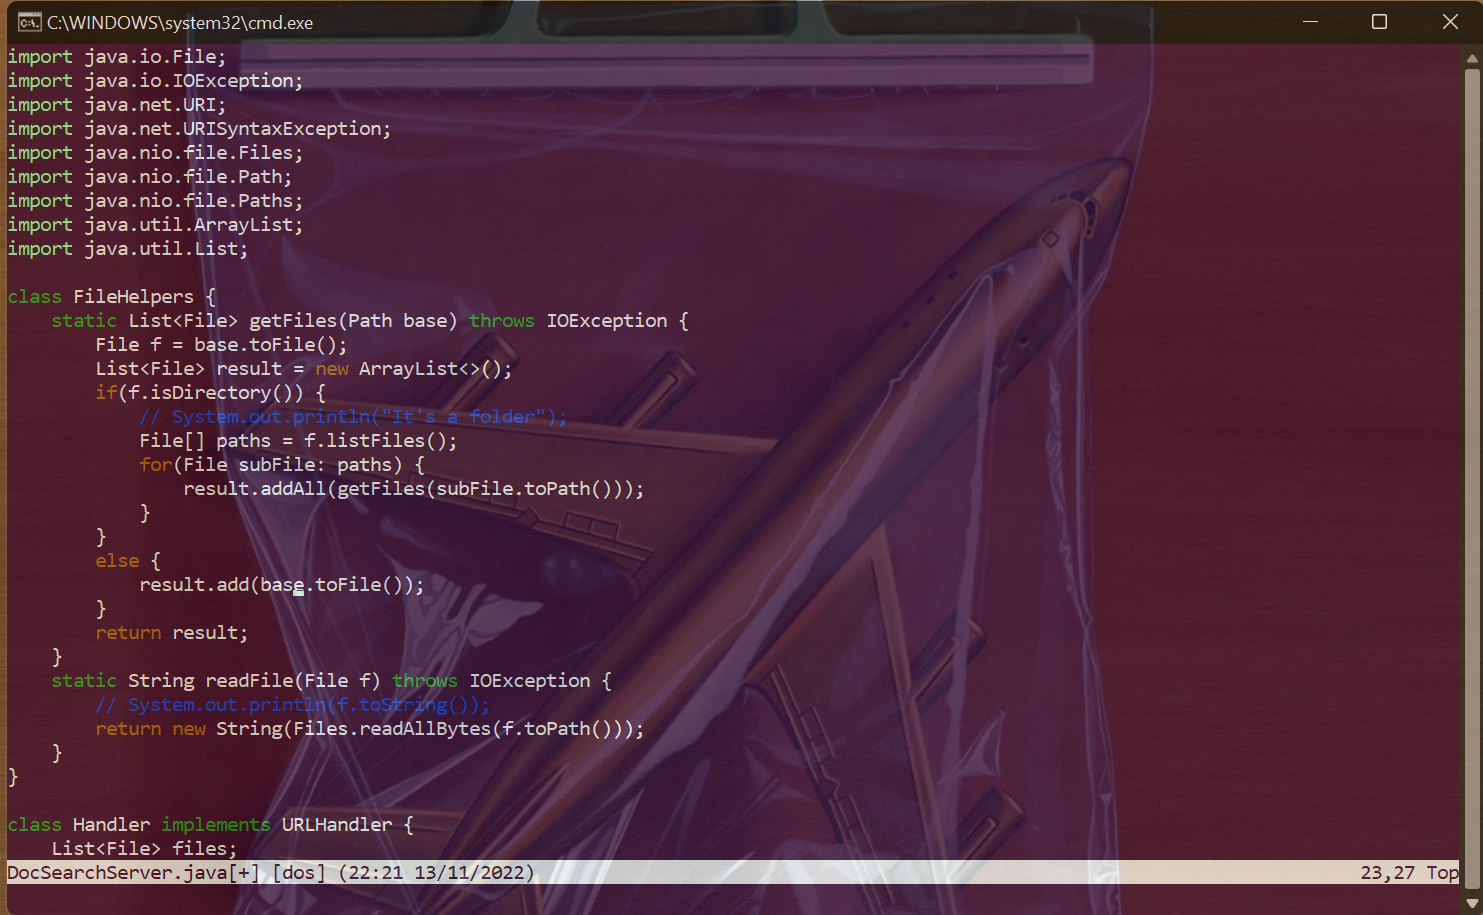 C:\WINDOWS\system32\cmd.exe
import java.io.File;
import java.io.IOException;
import java.net.URI;
import java.net.URISyntaxException;
import java.nio.file.Files;
import java.nio.file.Path;
import java.nio.file.Paths;
import java.util.ArrayList;
import java.util.List;

class FileHelpers {
    static List<File> getFiles(Path base) throws IOException {
        File f = base.toFile();
        List<File> result = new ArrayList<>();
        if(f.isDirectory()) {
            // System.out.println("It's a folder");
            File[] paths = f.listFiles();
            for(File subFile: paths) {
                result.addAll(getFiles(subFile.toPath()));
            }
        }
        else {
            result.add(base.toFile());
        }
        return result;
    }
    static String readFile(File f) throws IOException {
        // System.out.println(f.toString());
        return new String(Files.readAllBytes(f.toPath()));
    }
}

class Handler implements URLHandler {
    List<File> files;
DocSearchServer.java[+] [dos] (22:21 13/11/2022) 23,27 Top